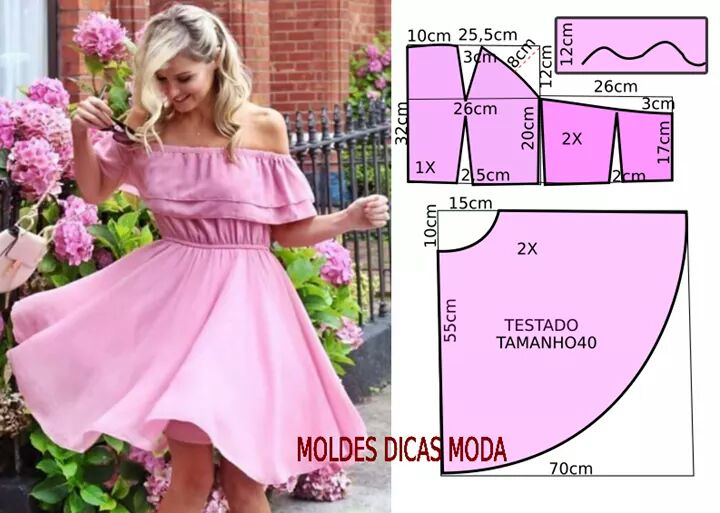 10cm 25,5cm
3cm
8cm
12cm
12cm
26cm
26cm
3cm
32cm
20cm
17cm
1X
2X
2,5cm
2cm
15cm
10cm
2X
55cm
TESTADO
TAMANHO40
MOLDES DICAS MODA
70cm